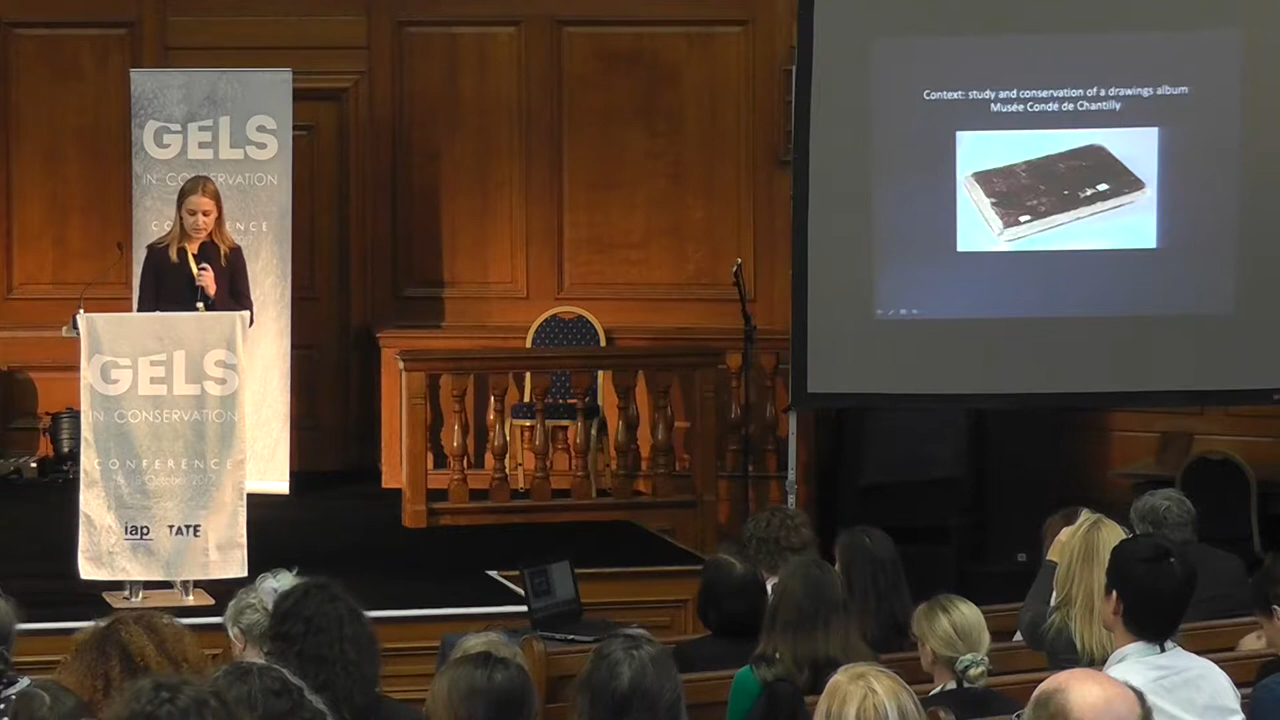 GELS
IN CONSERVATION
CONFERENCE
GELS
IN CONSERVATION
CONFERENCE
16-18 October 2017
iap TATE
Context: study and conservation of a drawings album
Musée Condé de Chantilly